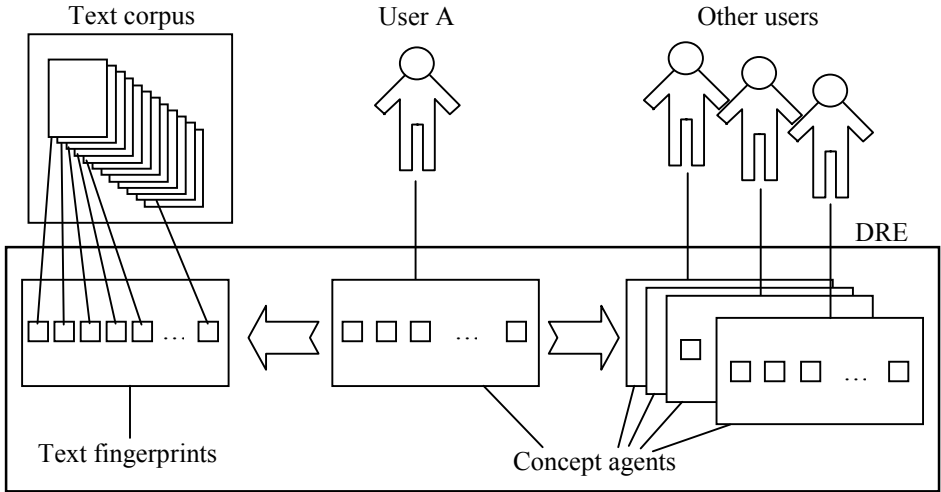 Text corpus
User A
Other users
DRE
...
...
...
Text fingerprints
Concept agents